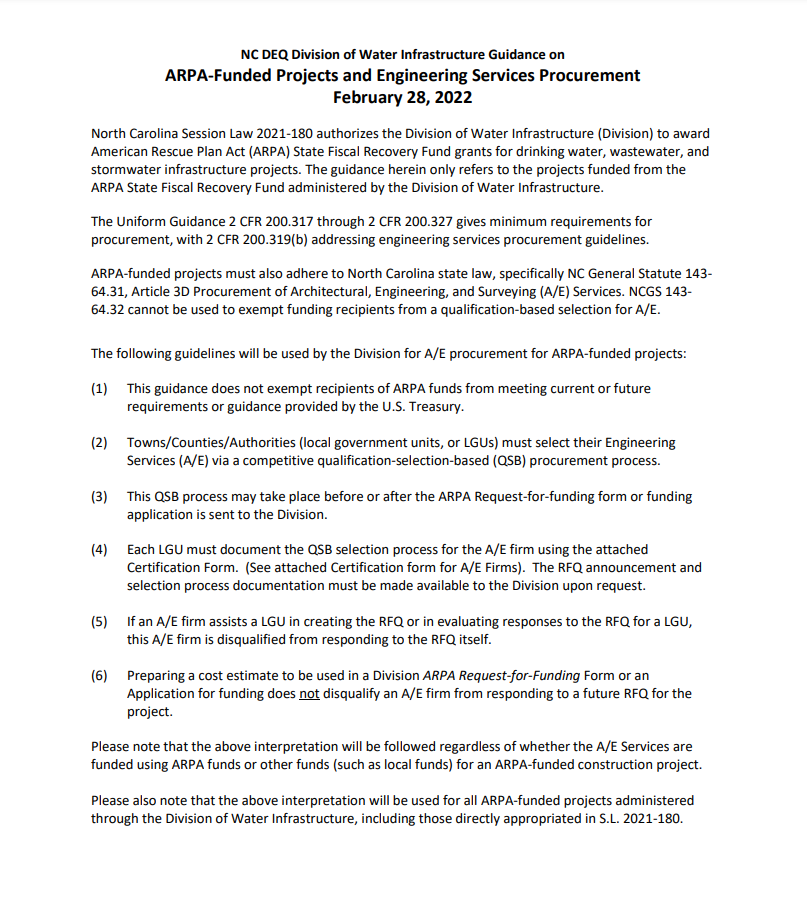 NC DEQ Division of Water Infrastructure Guidance on
ARPA-Funded Projects and Engineering Services Procurement
February 28, 2022
North Carolina Session Law 2021-180 authorizes the Division of Water Infrastructure (Division) to award
American Rescue Plan Act (ARPA) State Fiscal Recovery Fund grants for drinking water, wastewater, and
stormwater infrastructure projects. The guidance herein only refers to the projects funded from the
ARPA State Fiscal Recovery Fund administered by the Division of Water Infrastructure.
The Uniform Guidance 2 CFR 200.317 through 2 CFR 200.327 gives minimum requirements for
procurement, with 2 CFR 200.319(b) addressing engineering services procurement guidelines.
ARPA-funded projects must also adhere to North Carolina state law, specifically NC General Statute 143-
64.31, Article 3D Procurement of Architectural, Engineering, and Surveying (A/E) Services. NCGS 143-
64.32 cannot be used to exempt funding recipients from a qualification-based selection for A/E.
The following guidelines will be used by the Division for A/E procurement for ARPA-funded projects:
(1) This guidance does not exempt recipients of ARPA funds from meeting current or future
requirements or guidance provided by the U.S. Treasury.
(2) Towns/Counties/Authorities (local government units, or LGUs) must select their Engineering
Services (A/E) via a competitive qualification-selection-based (QSB) procurement process.
(3) This QSB process may take place before or after the ARPA Request-for-funding form or funding
application is sent to the Division.
(4) Each LGU must document the QSB selection process for the A/E firm using the attached
Certification Form. (See attached Certification form for A/E Firms). The RFQ announcement and
selection process documentation must be made available to the Division upon request.
(5) If an A/E firm assists a LGU in creating the RFQ or in evaluating responses to the RFQ for a LGU,
this A/E firm is disqualified from responding to the RFQ itself.
(6) Preparing a cost estimate to be used in a Division ARPA Request-for-Funding Form or an
Application for funding does not disqualify an A/E firm from responding to a future RFQ for the
project.
Please note that the above interpretation will be followed regardless of whether the A/E Services are
funded using ARPA funds or other funds (such as local funds) for an ARPA-funded construction project.
Please also note that the above interpretation will be used for all ARPA-funded projects administered
through the Division of Water Infrastructure, including those directly appropriated in S.L. 2021-180.